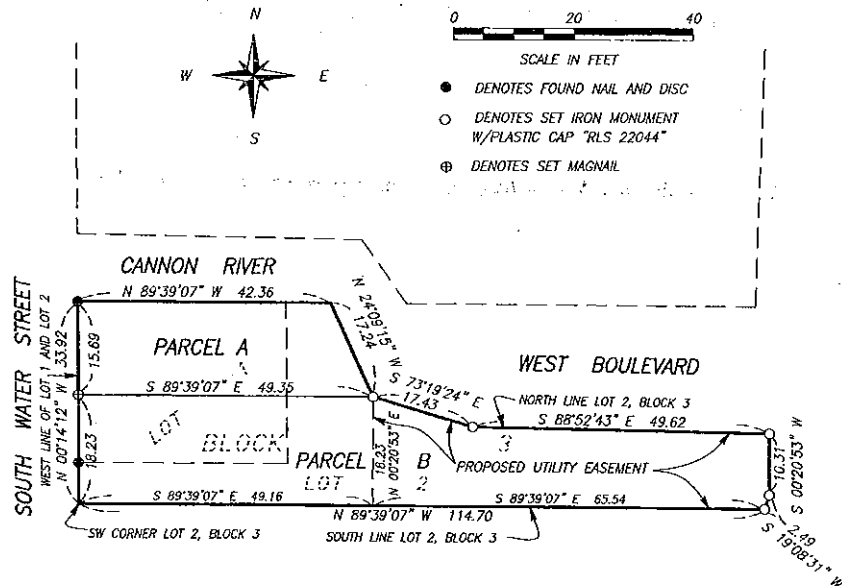 N
W E
S
0 20 40
SCALE IN FEET
DENOTES FOUND NAIL AND DISC
DENOTES SET IRON MONUMENT
W/PLASTIC CAP "RLS 22044"
DENOTES SET MAGNAIL
CANNON RIVER
N 89°39'07" W 42.36
SOUTH WATER STREET
WEST LINE OF LOT 1 AND LOT 2
N 00°14'12" W 33.92
15.69
18.23
PARCEL A
N 24°09'15" W
17.24
S 89°39'07" E 49.35
S 73°19'24" E
17.43
WEST BOULEVARD
NORTH LINE LOT 2, BLOCK 3
S 88°52'43" E 49.62
LOT
BLOCK
3
PARCEL B
LOT 2
18.23
N 00°20'53" E
PROPOSED UTILITY EASEMENT
10.31
S 00°20'53" W
2.49
S 19°08'31" W
S 89°39'07" E 49.16
S 89°39'07" E 65.54
N 89°39'07" W 114.70
SW CORNER LOT 2, BLOCK 3
SOUTH LINE LOT 2, BLOCK 3